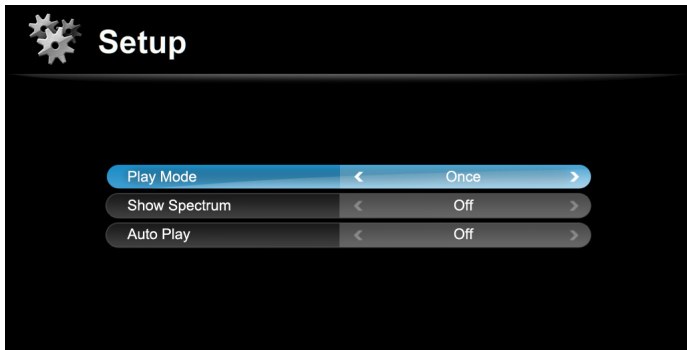 Setup
Play Mode < Once >
Show Spectrum < Off >
Auto Play < Off >